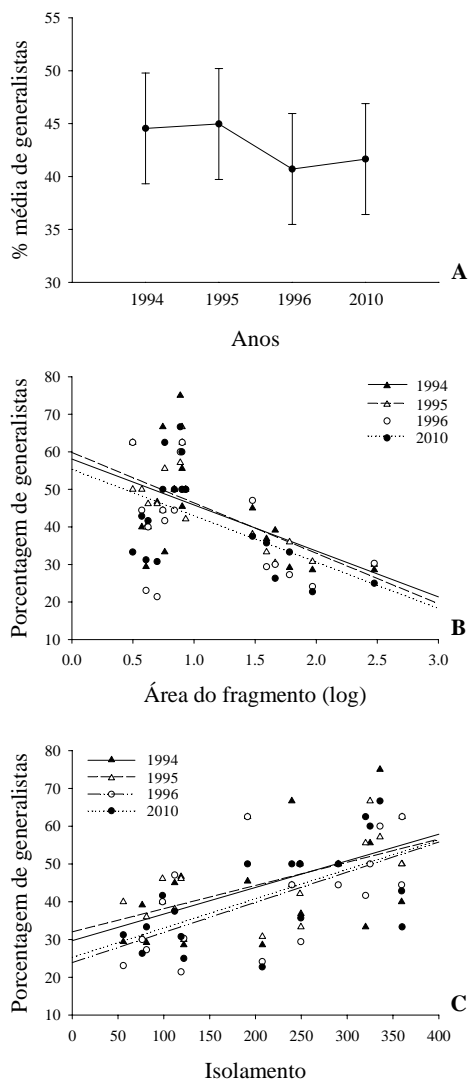 55
50
45
40
35
30
% média de generalistas
1994 1995 1996 2010
Anos
A
80
70
60
50
40
30
20
10
Porcentagem de generalistas
1994
1995
1996
2010
0.0 0.5 1.0 1.5 2.0 2.5 3.0
Área do fragmento (log)
B
80
70
60
50
40
30
20
10
Porcentagem de generalistas
1994
1995
1996
2010
0 50 100 150 200 250 300 350 400
Isolamento
C